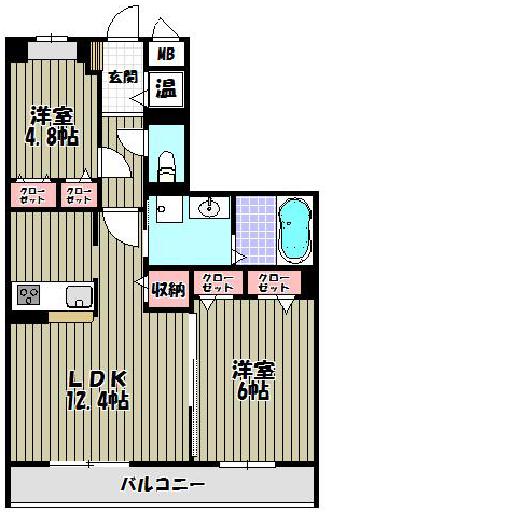 MB
玄関
温
洋室
4.8帖
クロー
ゼット
クロー
ゼット
収納
クロー
ゼット
クロー
ゼット
LDK
12.4帖
洋室
6帖
バルコニー